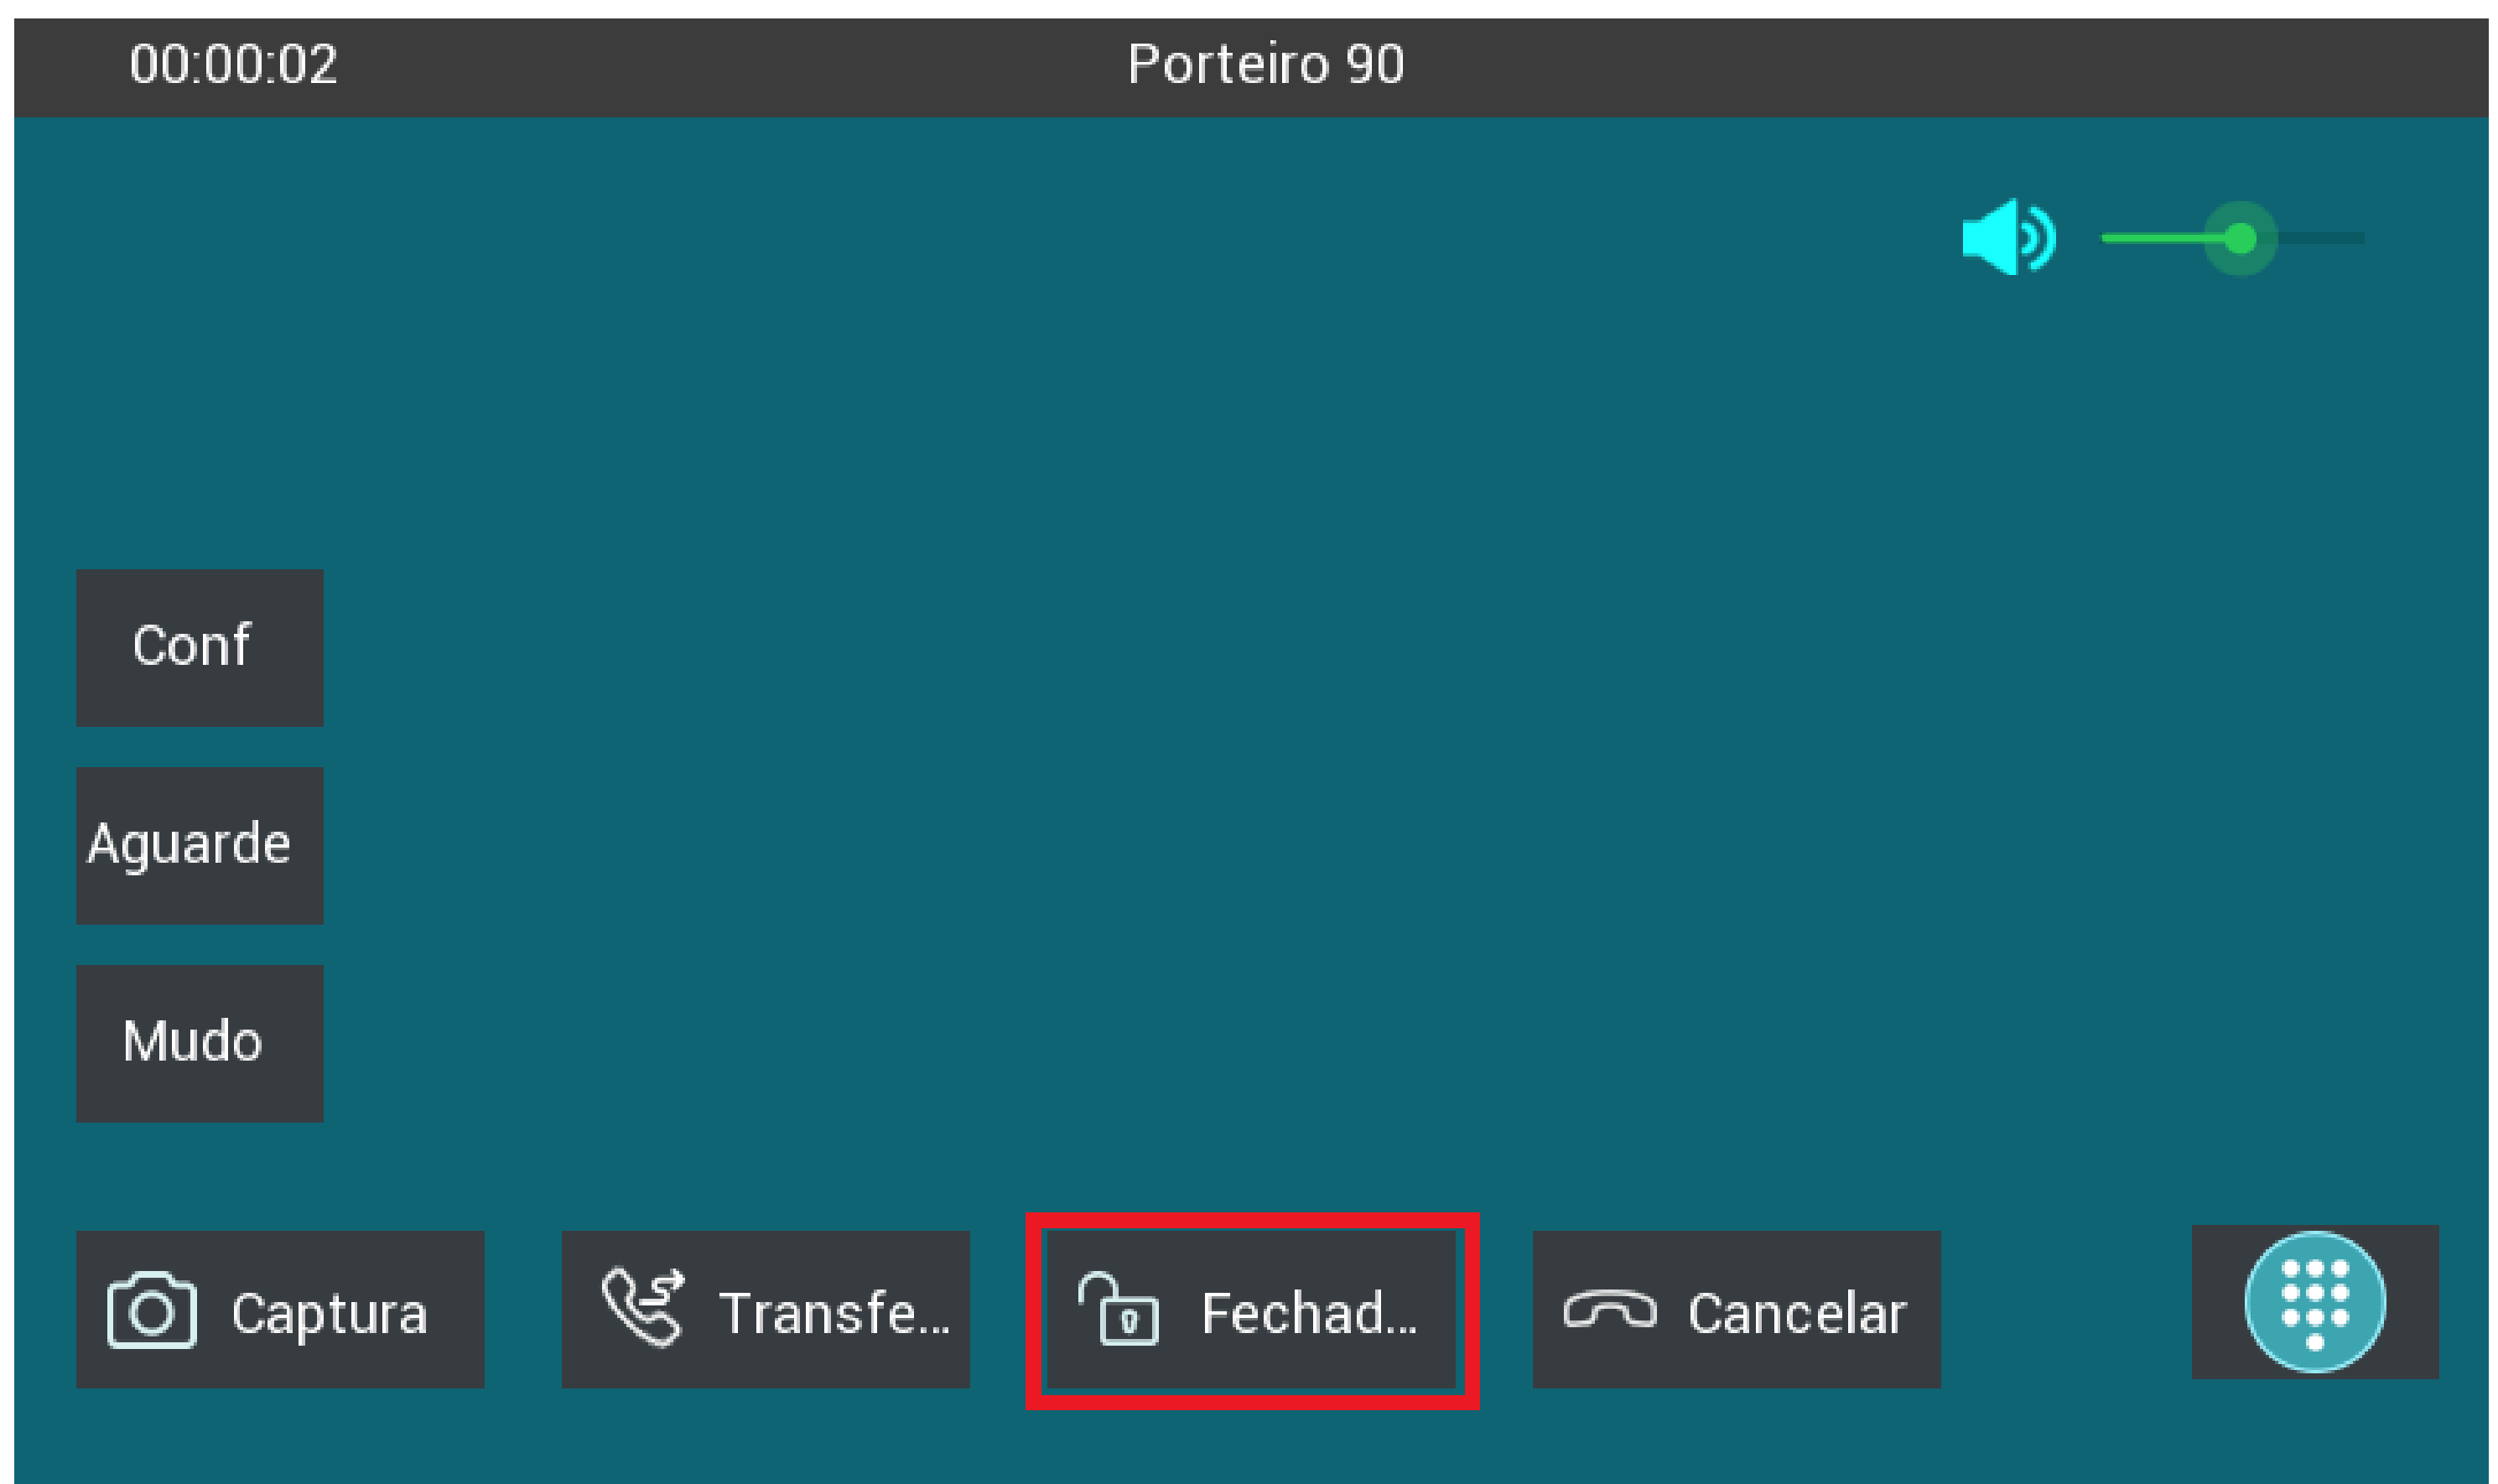 00:00:02 Porteiro 90
Conf
Aguarde
Mudo
Captura Transfe... Fechad... Cancelar